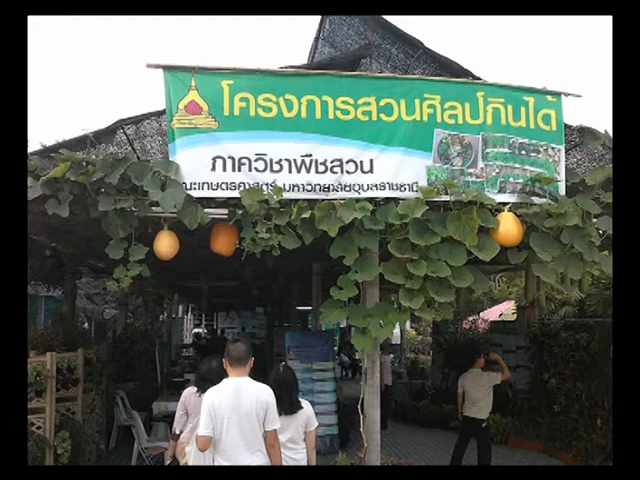 โครงการสวนศิลป์กินได้
ภาควิชาพืชสวน
คณะเกษตรศาสตร์ มหาวิทยาลัยอุบลราชธานี